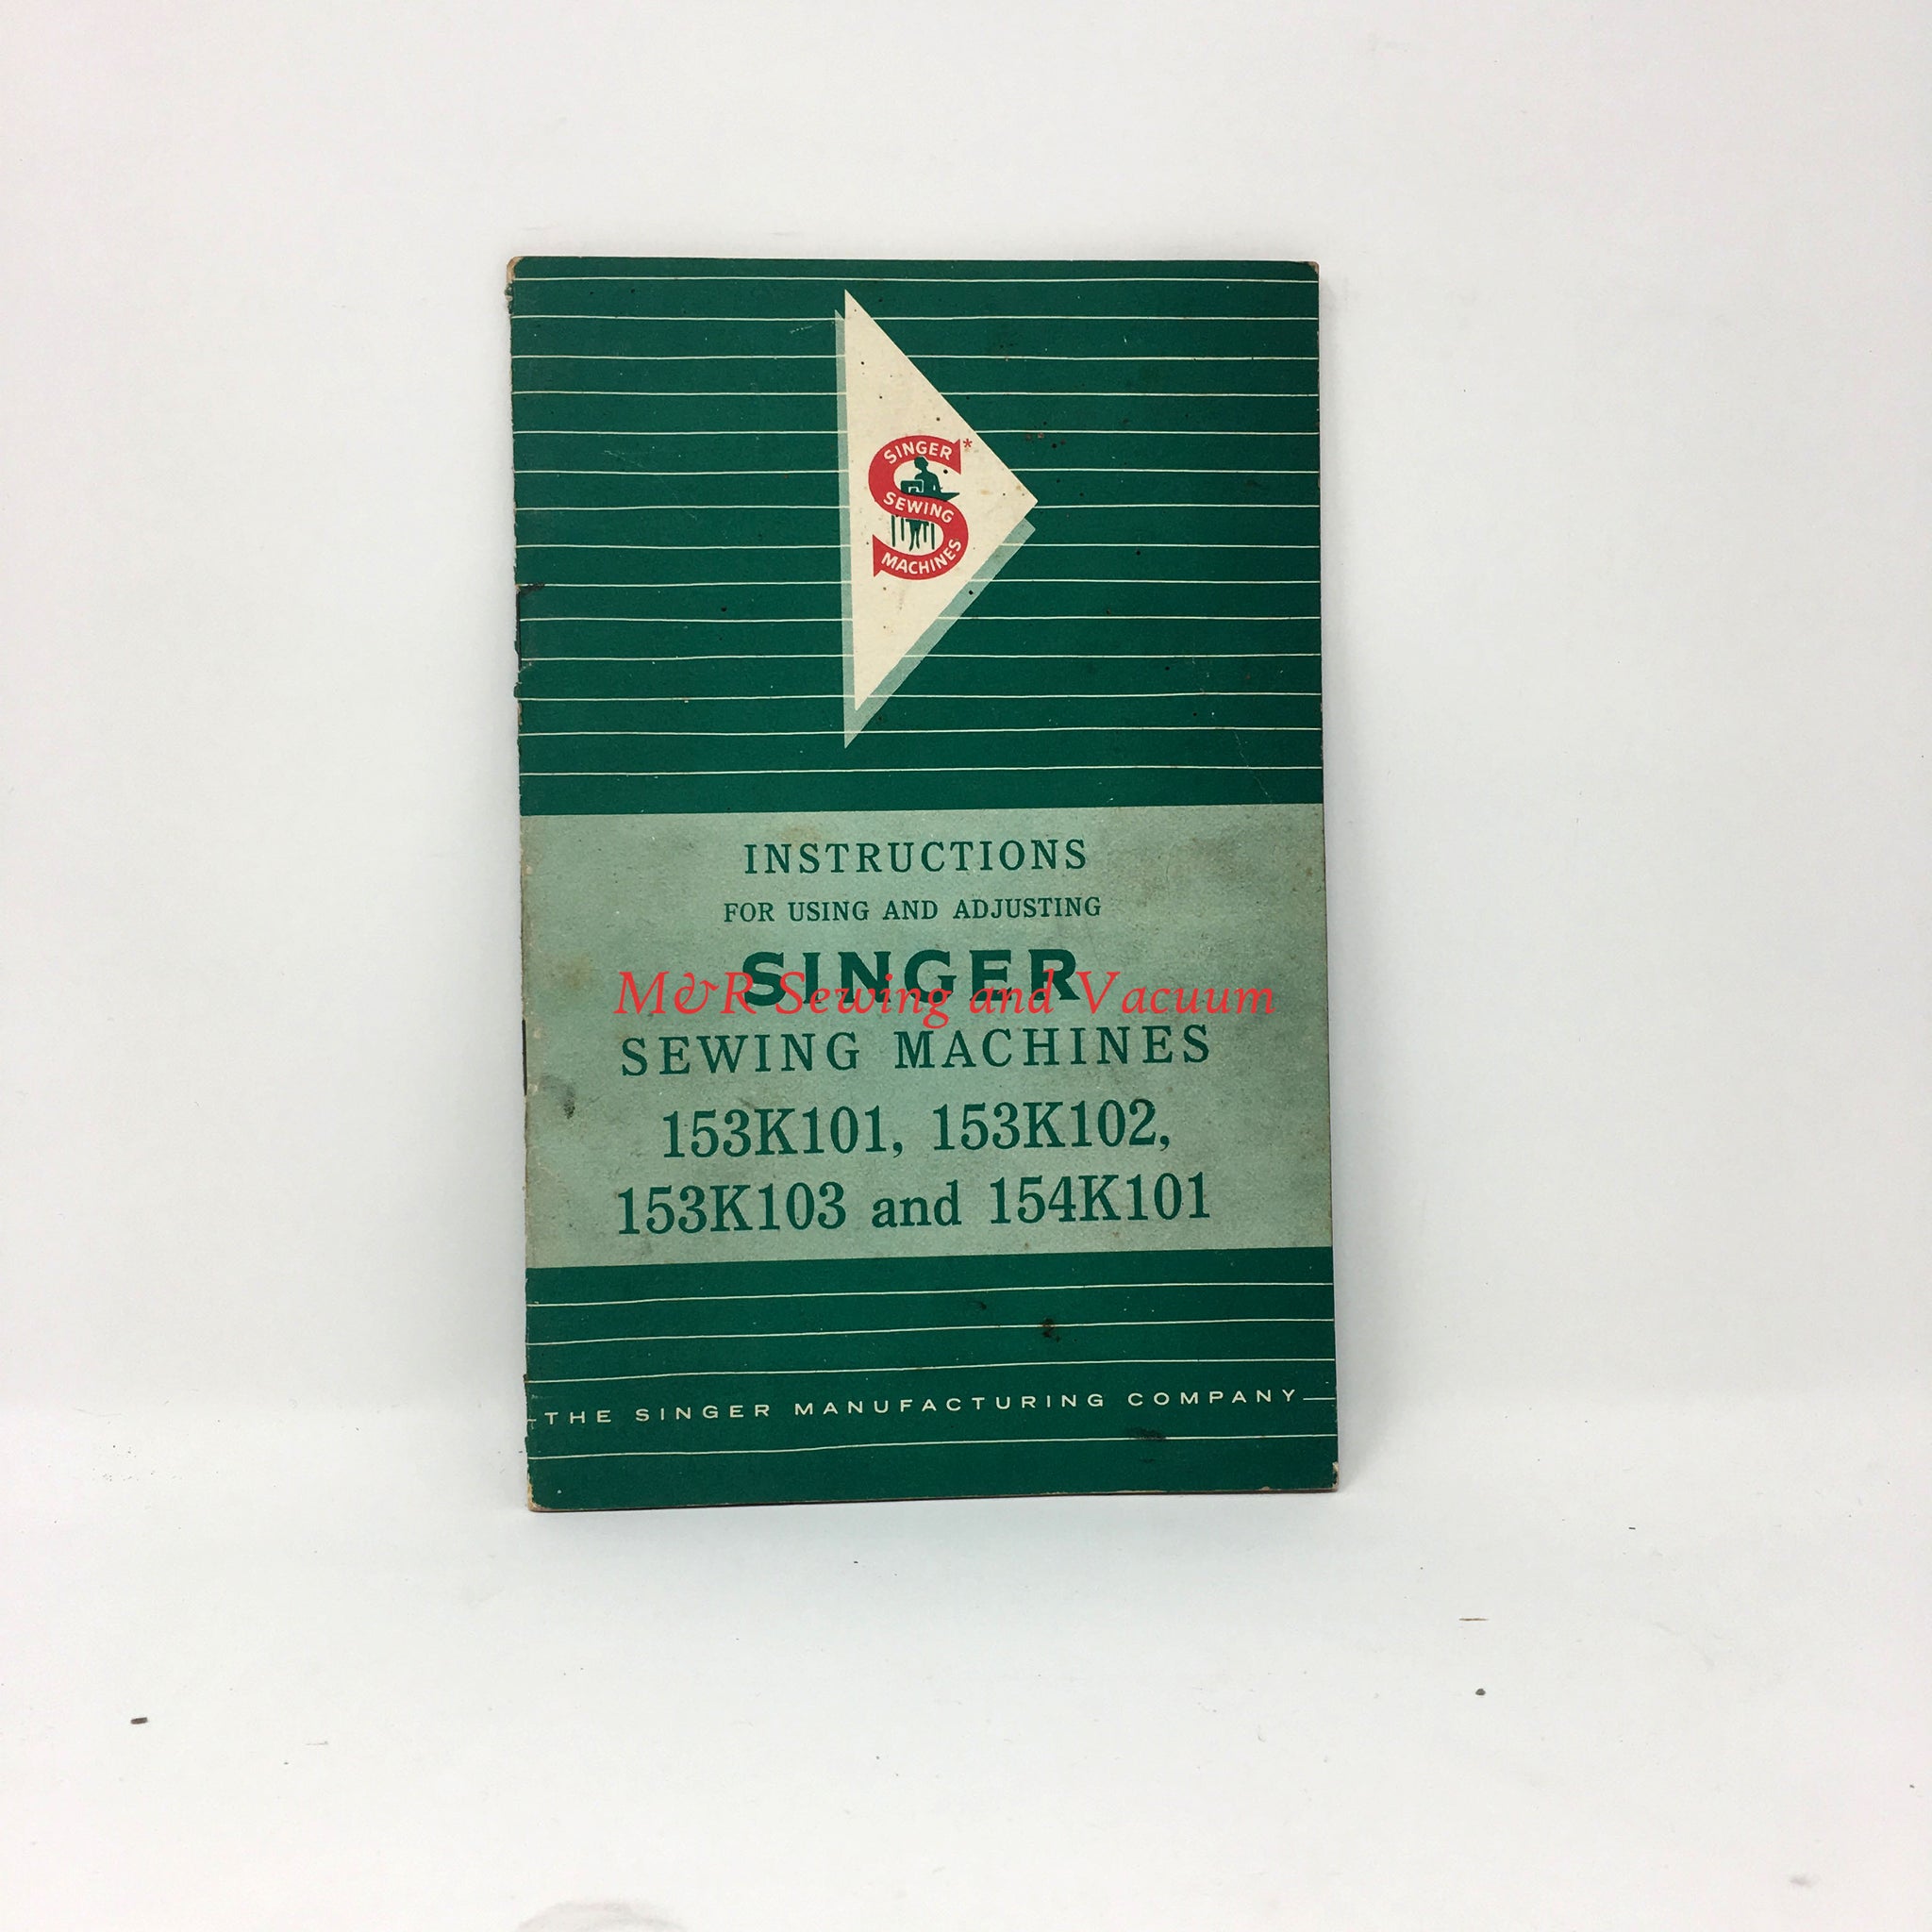 SINGER*
SEWING
MACHINES
INSTRUCTIONS
FOR USING AND ADJUSTING
SINGER
M&R Sewing and Vacuum
SEWING MACHINES
153K101, 153K102,
153K103 and 154K101
THE SINGER MANUFACTURING COMPANY